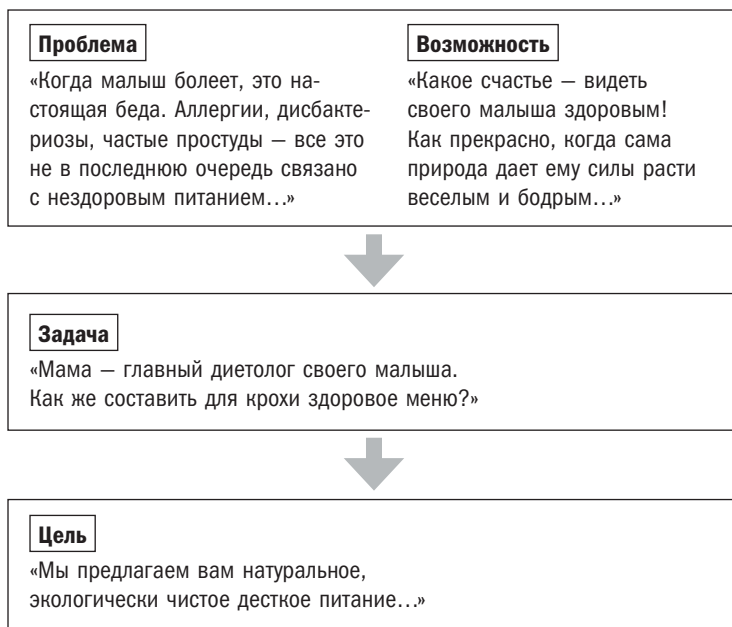 Проблема
«Когда малыш болеет, это на-
стоящая беда. Аллергии, дисбакте-
риозы, частые простуды — все это
не в последнюю очередь связано
с нездоровым питанием…»
Возможность
«Какое счастье — видеть
своего малыша здоровым!
Как прекрасно, когда сама
природа дает ему силы расти
веселым и бодрым…»
Задача
«Мама — главный диетолог своего малыша.
Как же составить для крохи здоровое меню?»
Цель
«Мы предлагаем вам натуральное,
экологически чистое десткое питание…»